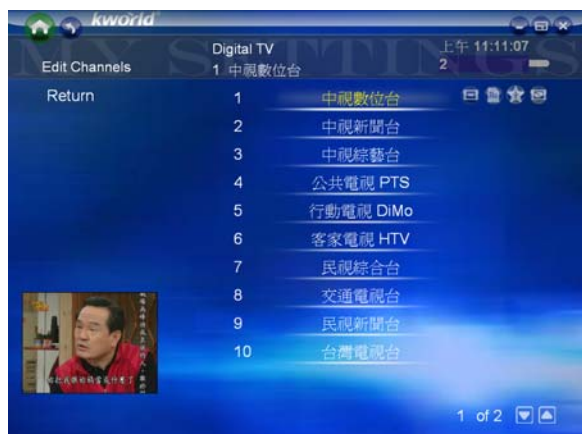 kworld
MY SETTINGS
Edit Channels
Digital TV
1 中視數位台
上午 11:11:07
2
Return
1 中視數位台
2 中視新聞台
3 中視綜藝台
4 公共電視 PTS
5 行動電視 DiMo
6 客家電視 HTV
7 民視綜合台
8 交通電視台
9 民視新聞台
10 台灣電視台
1 of 2